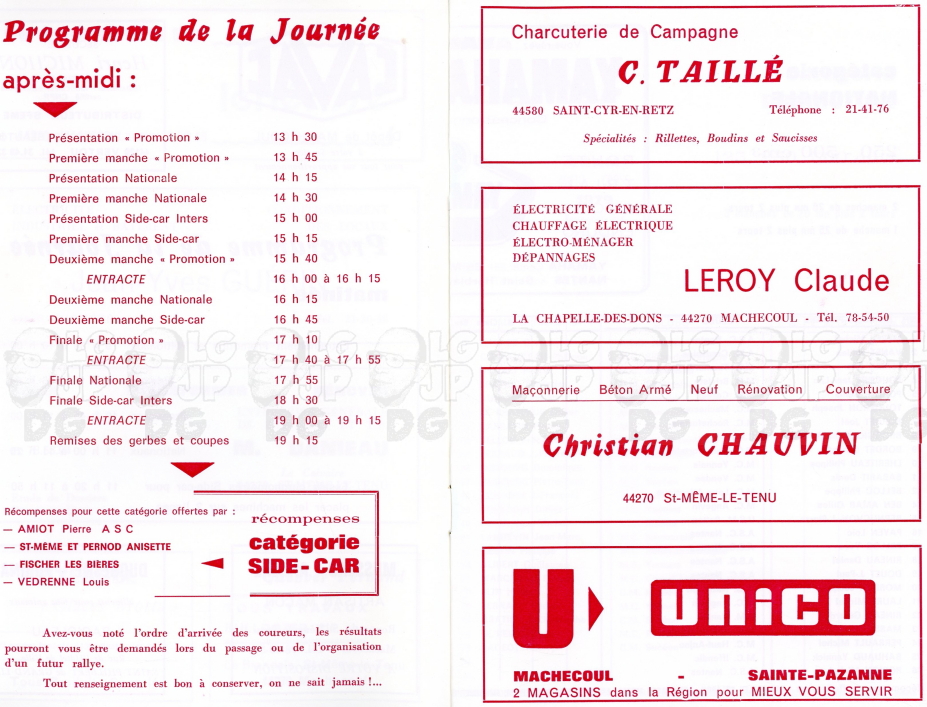 Programme de la Journée
après-midi :
Présentation « Promotion » 13 h 30
Première manche « Promotion » 13 h 45
Présentation Nationale 14 h 15
Première manche Nationale 14 h 30
Présentation Side-car Inters 15 h 00
Première manche Side-car 15 h 15
Deuxième manche « Promotion » 15 h 40
ENTRACTE 16 h 00 à 16 h 15
Deuxième manche Nationale 16 h 15
Deuxième manche Side-car 16 h 45
Finale « Promotion » 17 h 10
ENTRACTE 17 h 40 à 17 h 55
Finale Nationale 17 h 55
Finale Side-car Inters 18 h 30
ENTRACTE 19 h 00 à 19 h 15
Remises des gerbes et coupes 19 h 15
Récompenses pour cette catégorie offertes par :
— AMIOT Pierre A S C
— ST-MÊME ET PERNOD ANISETTE
— FISCHER LES BIÈRES
— VEDRENNE Louis
récompenses
catégorie
SIDE-CAR
Avez-vous noté l'ordre d'arrivée des coureurs, les résultats
pourront vous être demandés lors du passage ou de l'organisation
d'un futur rallye.
Tout renseignement est bon à conserver, on ne sait jamais !...
Charcuterie de Campagne
C. TAILLÉ
44580 SAINT-CYR-EN-RETZ Téléphone : 21-41-76
Spécialités : Rillettes, Boudins et Saucisses
ÉLECTRICITÉ GÉNÉRALE
CHAUFFAGE ÉLECTRIQUE
ÉLECTRO-MÉNAGER
DÉPANNAGES
LEROY Claude
LA CHAPELLE-DES-DONS - 44270 MACHECOUL - Tél. 78-54-50
Maçonnerie Béton Armé Neuf Rénovation Couverture
Christian CHAUVIN
44270 St-MÊME-LE-TENU
U UNICO
MACHECOUL - SAINTE-PAZANNE
2 MAGASINS dans la Région pour MIEUX VOUS SERVIR
LG JP DG